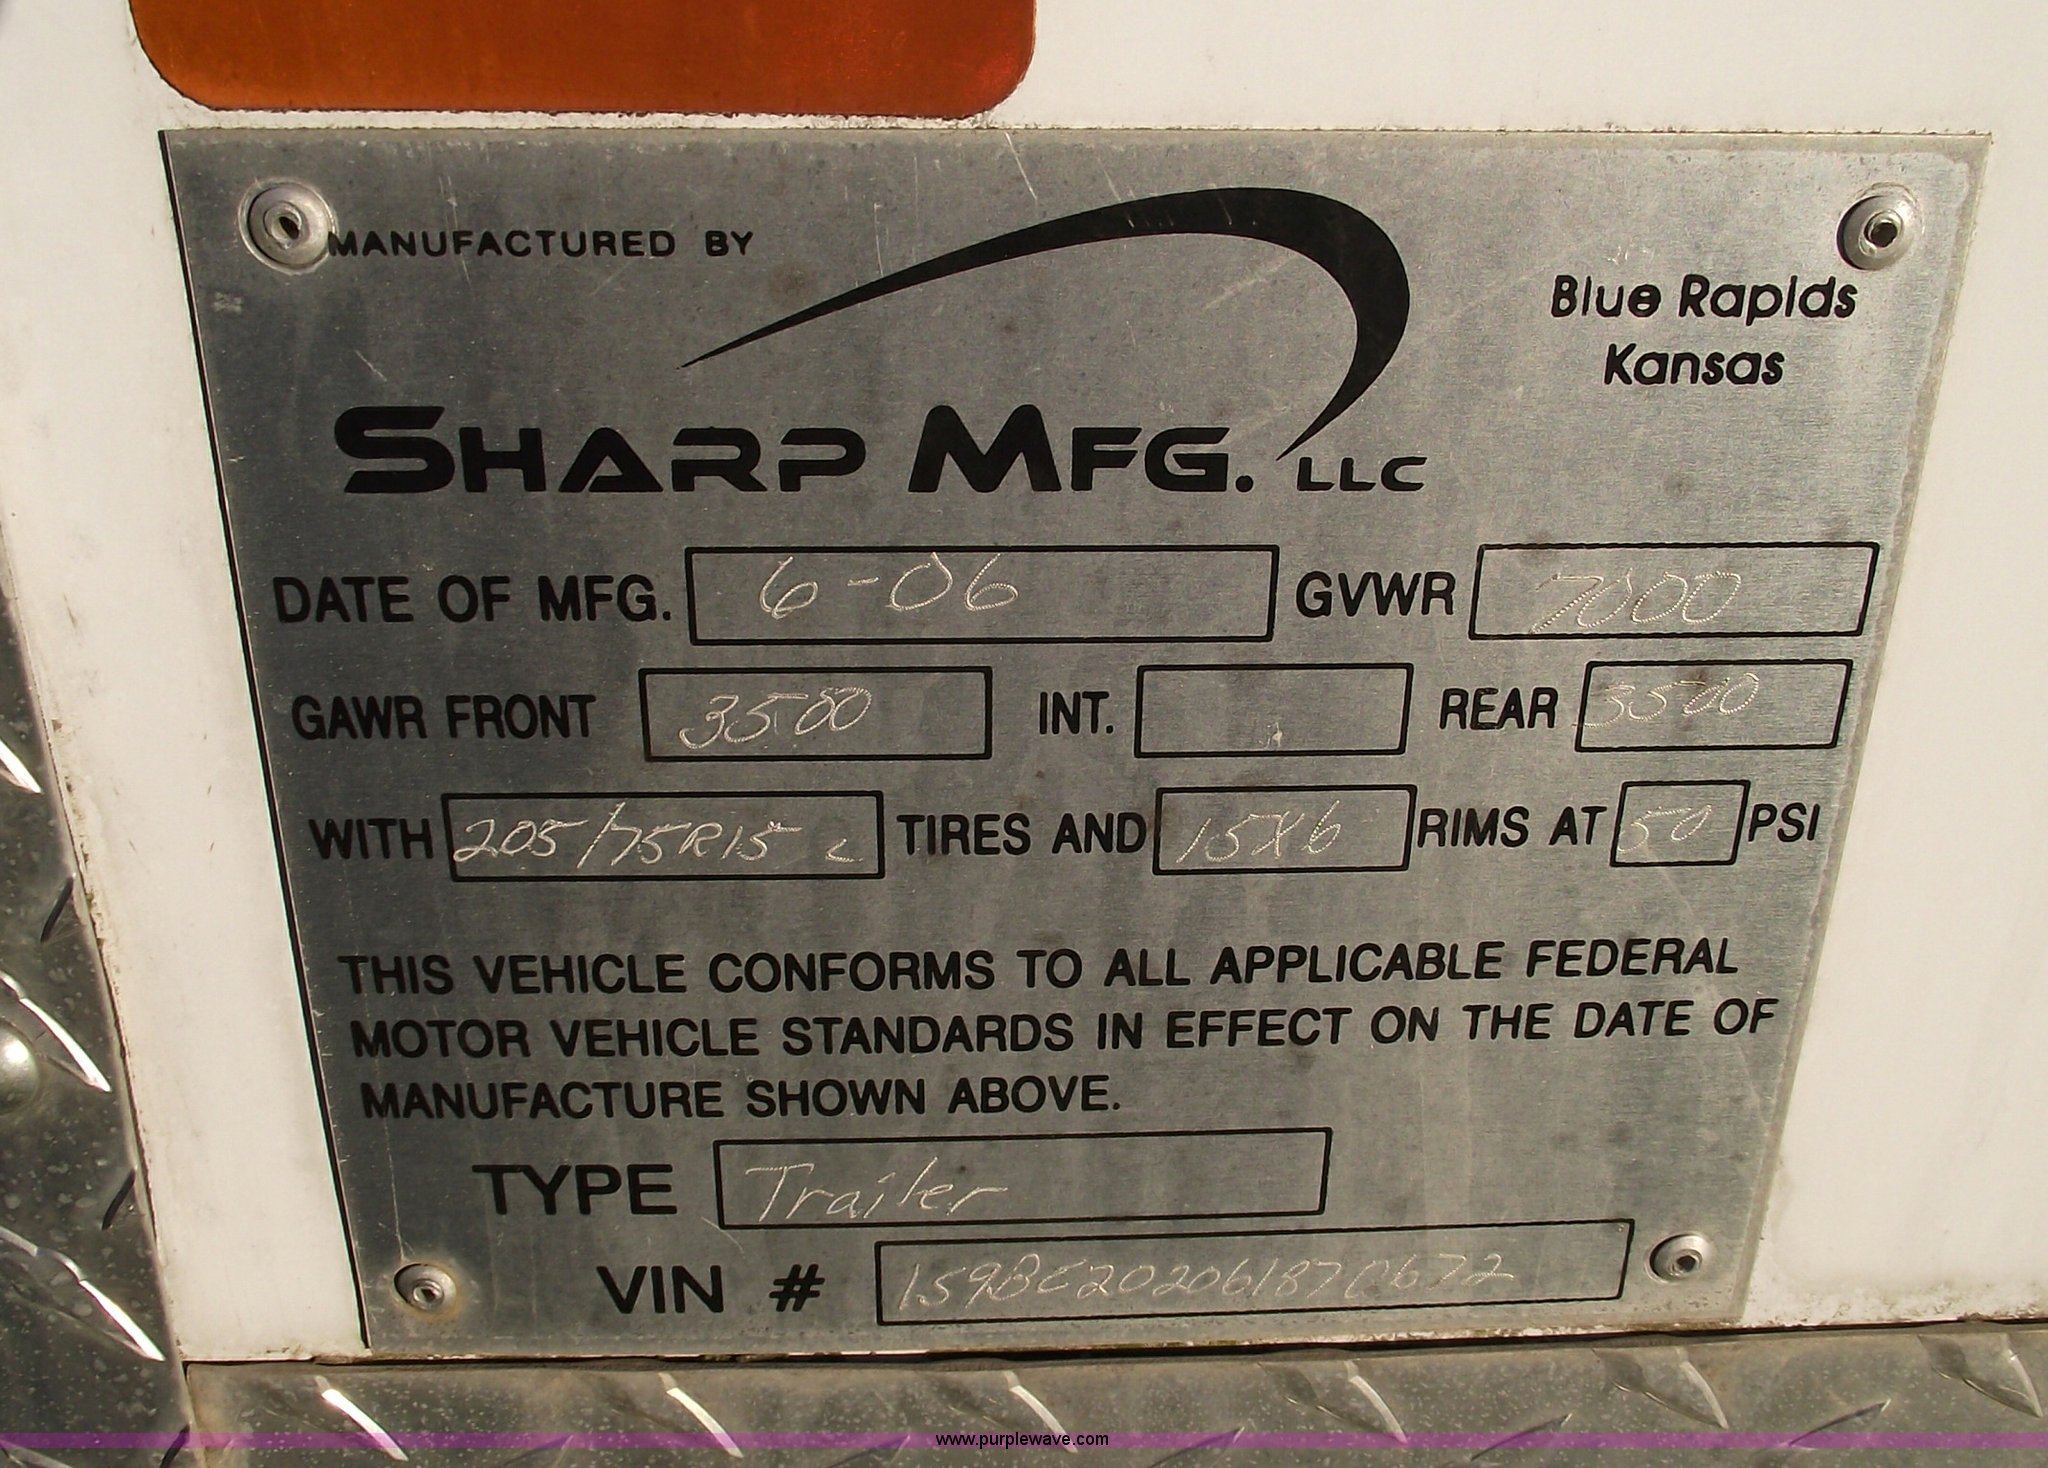 MANUFACTURED BY
Blue Rapids
Kansas
SHARP MFG. LLC
DATE OF MFG. 6-06 GVWR 7000
GAWR FRONT 3500 INT. REAR 3500
WITH 205/75R15 C TIRES AND 15X6 RIMS AT 50 PSI
THIS VEHICLE CONFORMS TO ALL APPLICABLE FEDERAL
MOTOR VEHICLE STANDARDS IN EFFECT ON THE DATE OF
MANUFACTURE SHOWN ABOVE.
TYPE Trailer
VIN #
www.purplewave.com